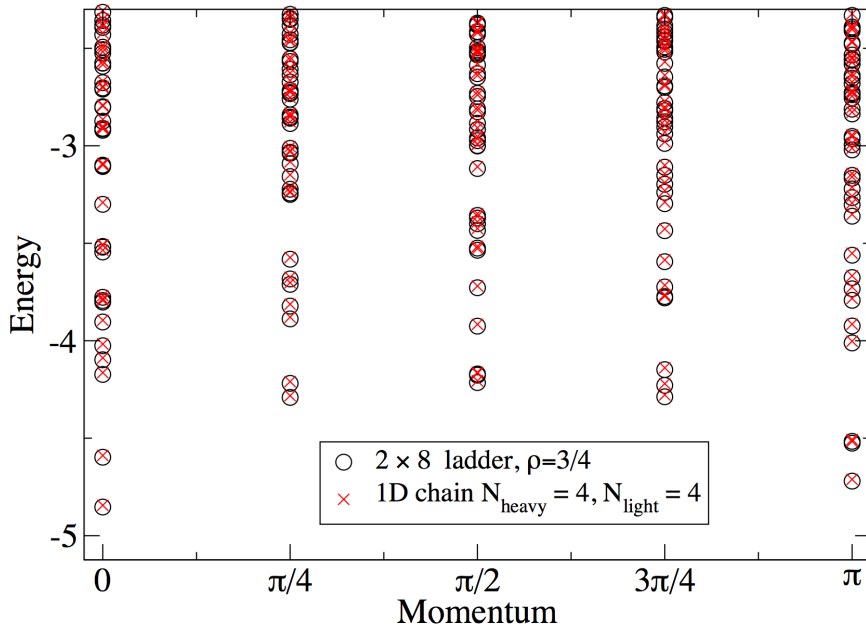 -3
-4
-5
Energy
2 × 8 ladder, ρ=3/4
1D chain N_heavy = 4, N_light = 4
0 π/4 π/2 3π/4 π
Momentum